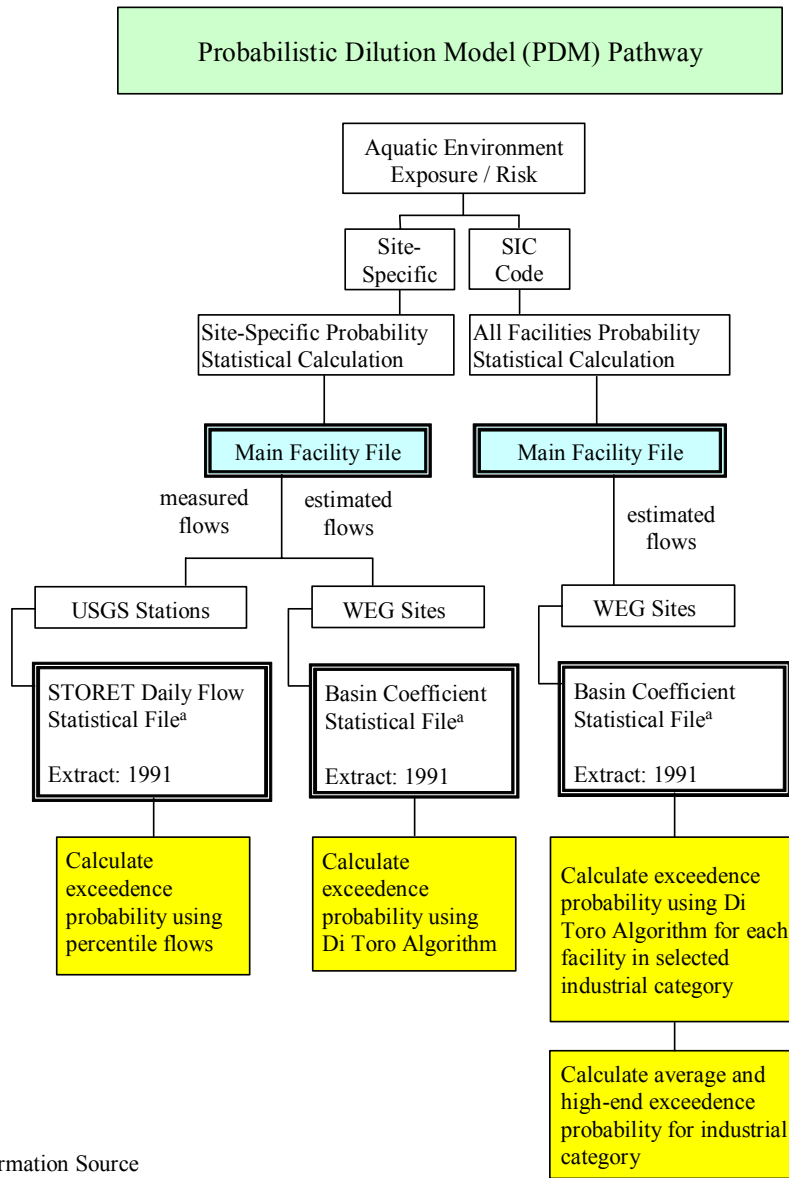 Probabilistic Dilution Model (PDM) Pathway
Aquatic Environment
Exposure / Risk
Site-
Specific
SIC
Code
Site-Specific Probability
Statistical Calculation
All Facilities Probability
Statistical Calculation
Main Facility File
Main Facility File
measured
flows
estimated
flows
estimated
flows
USGS Stations
WEG Sites
WEG Sites
STORET Daily Flow
Statistical Fileª
Extract: 1991
Basin Coefficient
Statistical Fileª
Extract: 1991
Basin Coefficient
Statistical Fileª
Extract: 1991
Calculate
exceedence
probability using
percentile flows
Calculate
exceedence
probability using
Di Toro Algorithm
Calculate exceedence
probability using Di
Toro Algorithm for each
facility in selected
industrial category
Calculate average and
high-end exceedence
probability for industrial
category
rmation Source